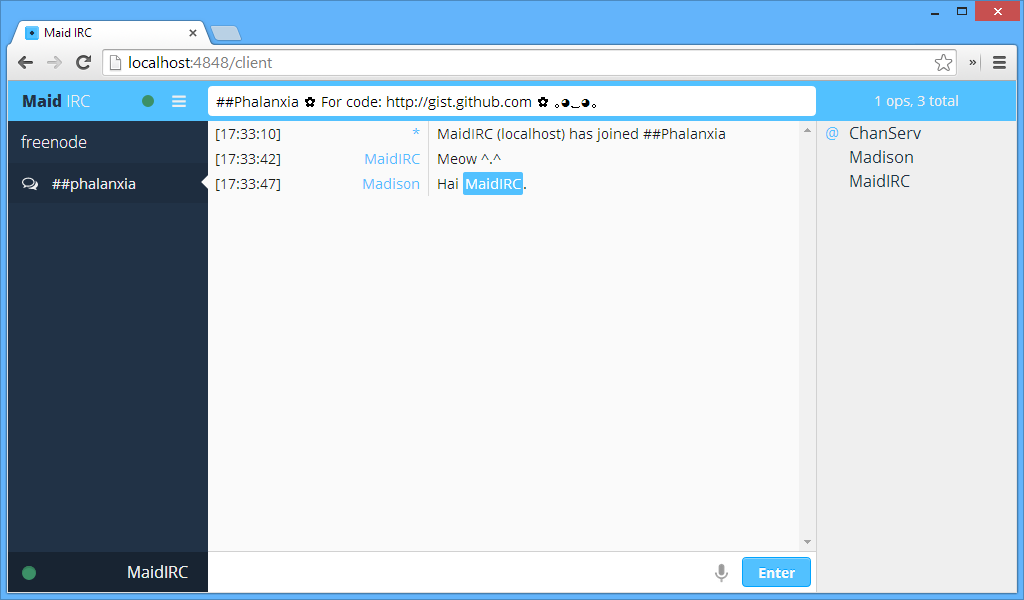 Maid IRC
localhost:4848/client
Maid IRC
##Phalanxia ✿ For code: http://gist.github.com ✿ ｡◕‿◕｡
1 ops, 3 total
freenode
##phalanxia
[17:33:10] * MaidIRC (localhost) has joined ##Phalanxia
[17:33:42] MaidIRC Meow ^.^
[17:33:47] Madison Hai MaidIRC.
@ ChanServ
Madison
MaidIRC
MaidIRC
Enter